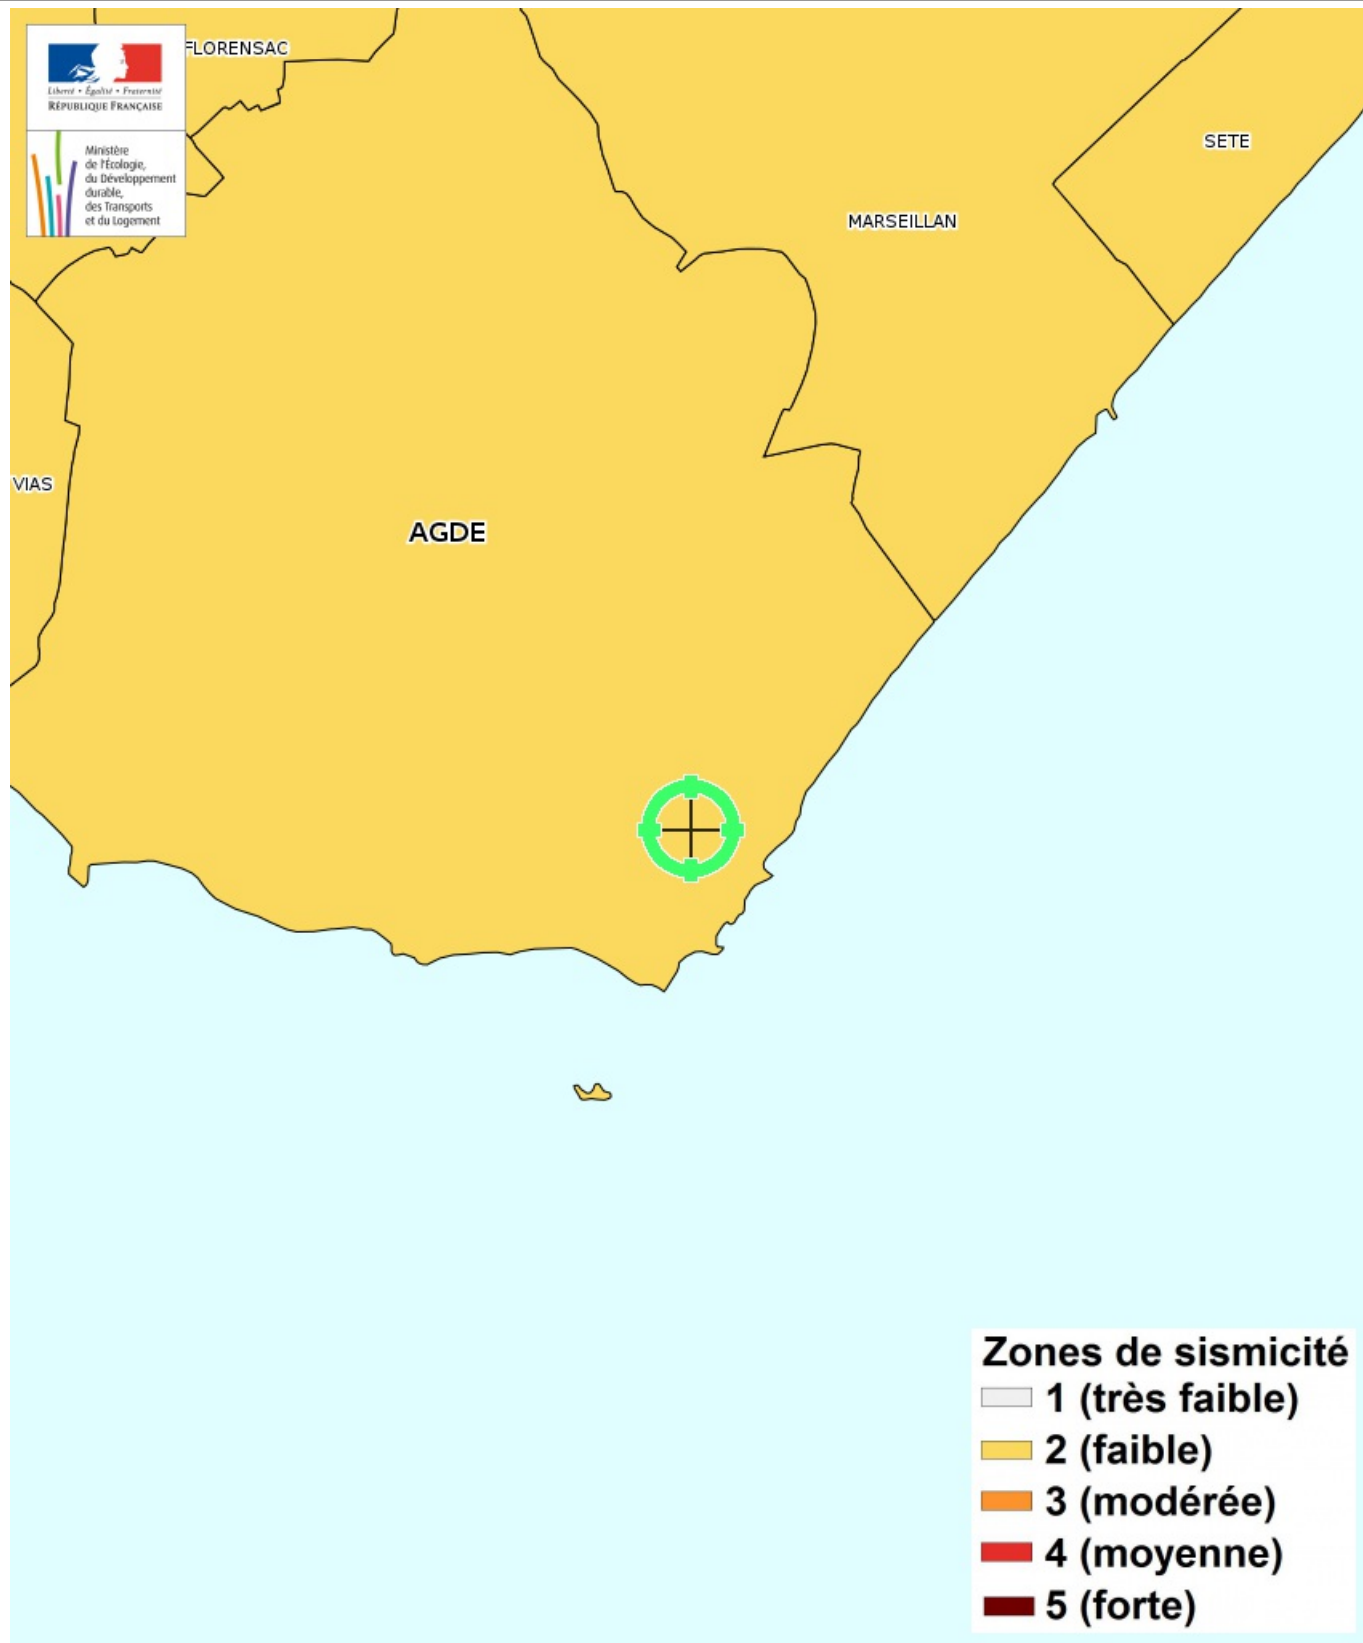 FLORENSAC
Liberté • Égalité • Fraternité
RÉPUBLIQUE FRANÇAISE
Ministère
de l'Écologie,
du Développement
durable,
des Transports
et du Logement
SETE
MARSEILLAN
VIAS
AGDE
Zones de sismicité
1 (très faible)
2 (faible)
3 (modérée)
4 (moyenne)
5 (forte)